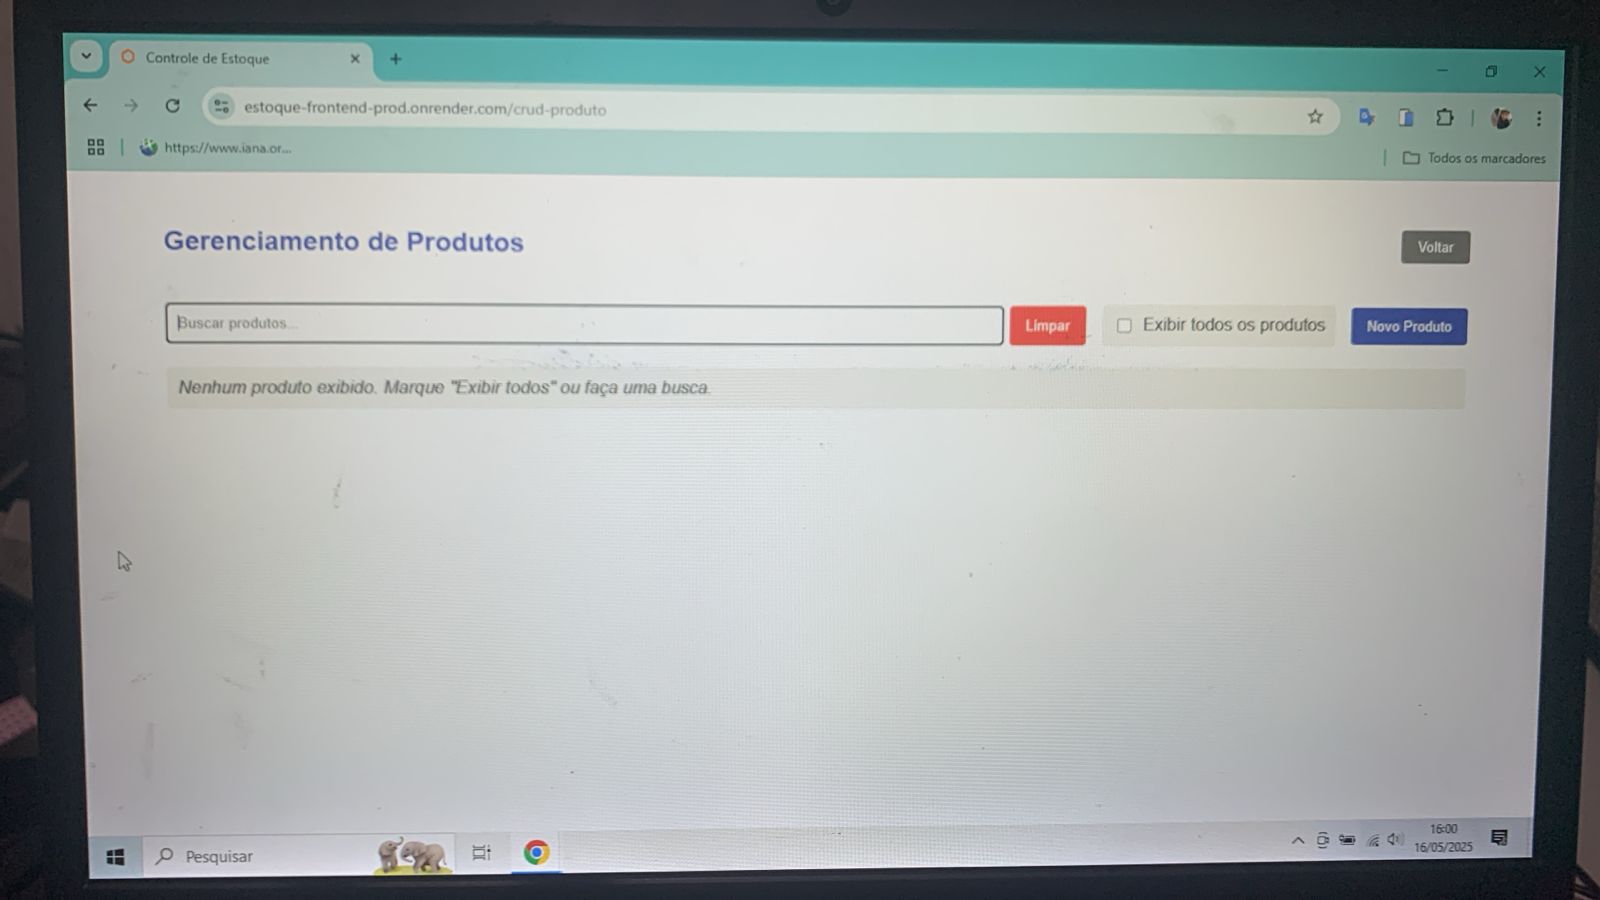 Controle de Estoque
estoque-frontend-prod.onrender.com/crud-produto
https://www.iana.or...
Todos os marcadores
Gerenciamento de Produtos
Voltar
Buscar produtos...
Limpar
Exibir todos os produtos
Novo Produto
Nenhum produto exibido. Marque "Exibir todos" ou faça uma busca.
Pesquisar
16:00
16/05/2025